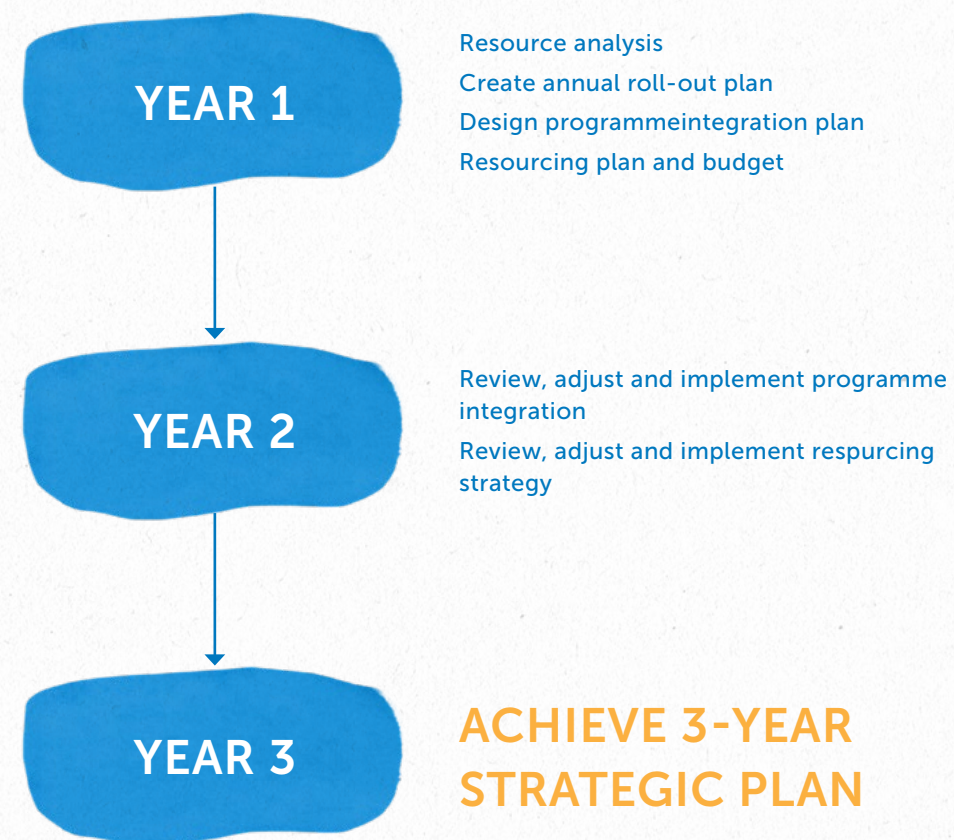 YEAR 1
Resource analysis
Create annual roll-out plan
Design programmeintegration plan
Resourcing plan and budget
YEAR 2
Review, adjust and implement programme
integration
Review, adjust and implement respurcing
strategy
YEAR 3
ACHIEVE 3-YEAR
STRATEGIC PLAN